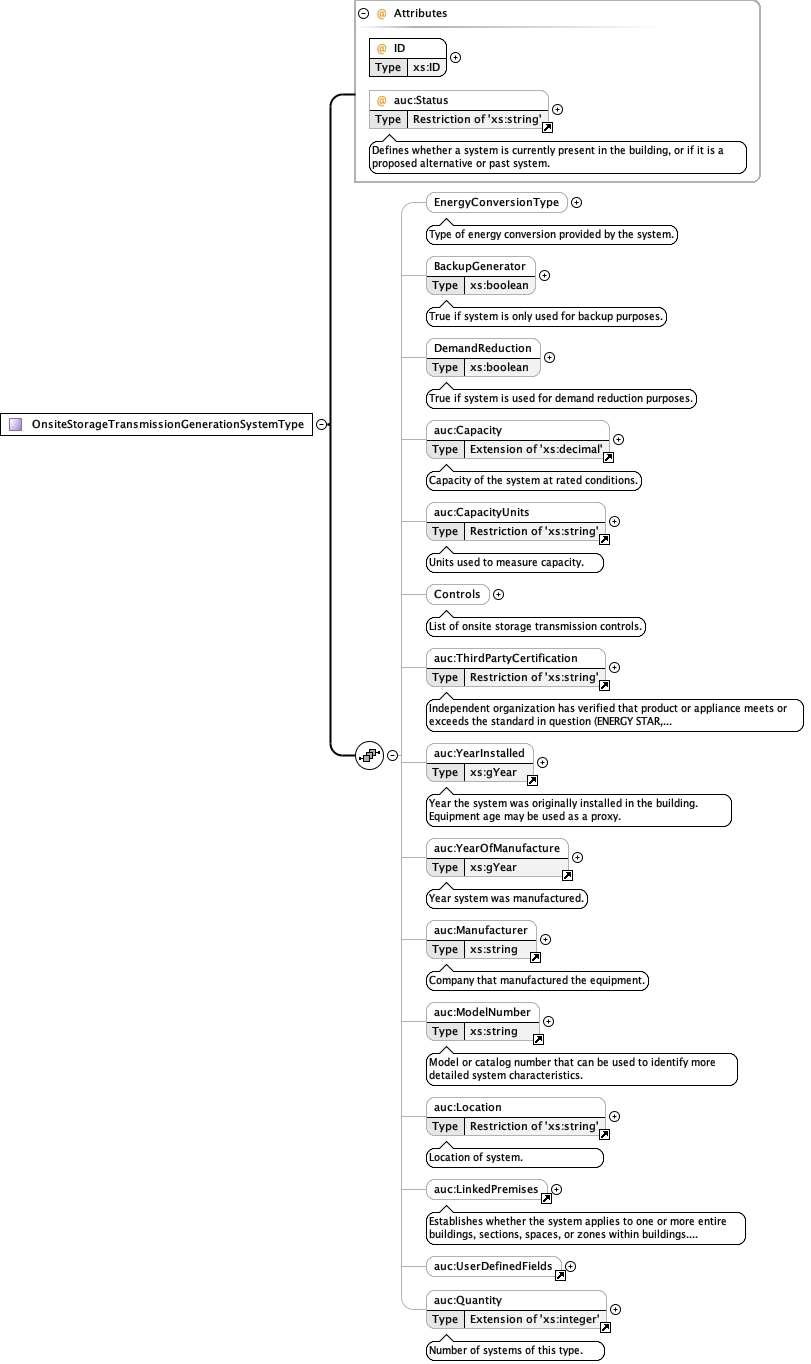 @ Attributes
@ ID
Type xs:ID
@ auc:Status
Type Restriction of 'xs:string'
Defines whether a system is currently present in the building, or if it is a
proposed alternative or past system.
EnergyConversionType
Type of energy conversion provided by the system.
BackupGenerator
Type xs:boolean
True if system is only used for backup purposes.
DemandReduction
Type xs:boolean
True if system is used for demand reduction purposes.
OnsiteStorageTransmissionGenerationSystemType
auc:Capacity
Type Extension of 'xs:decimal'
Capacity of the system at rated conditions.
auc:CapacityUnits
Type Restriction of 'xs:string'
Units used to measure capacity.
Controls
List of onsite storage transmission controls.
auc:ThirdPartyCertification
Type Restriction of 'xs:string'
Independent organization has verified that product or appliance meets or
exceeds the standard in question (ENERGY STAR,...
auc:YearInstalled
Type xs:gYear
Year the system was originally installed in the building.
Equipment age may be used as a proxy.
auc:YearOfManufacture
Type xs:gYear
Year system was manufactured.
auc:Manufacturer
Type xs:string
Company that manufactured the equipment.
auc:ModelNumber
Type xs:string
Model or catalog number that can be used to identify more
detailed system characteristics.
auc:Location
Type Restriction of 'xs:string'
Location of system.
auc:LinkedPremises
Establishes whether the system applies to one or more entire
buildings, sections, spaces, or zones within buildings....
auc:UserDefinedFields
auc:Quantity
Type Extension of 'xs:integer'
Number of systems of this type.